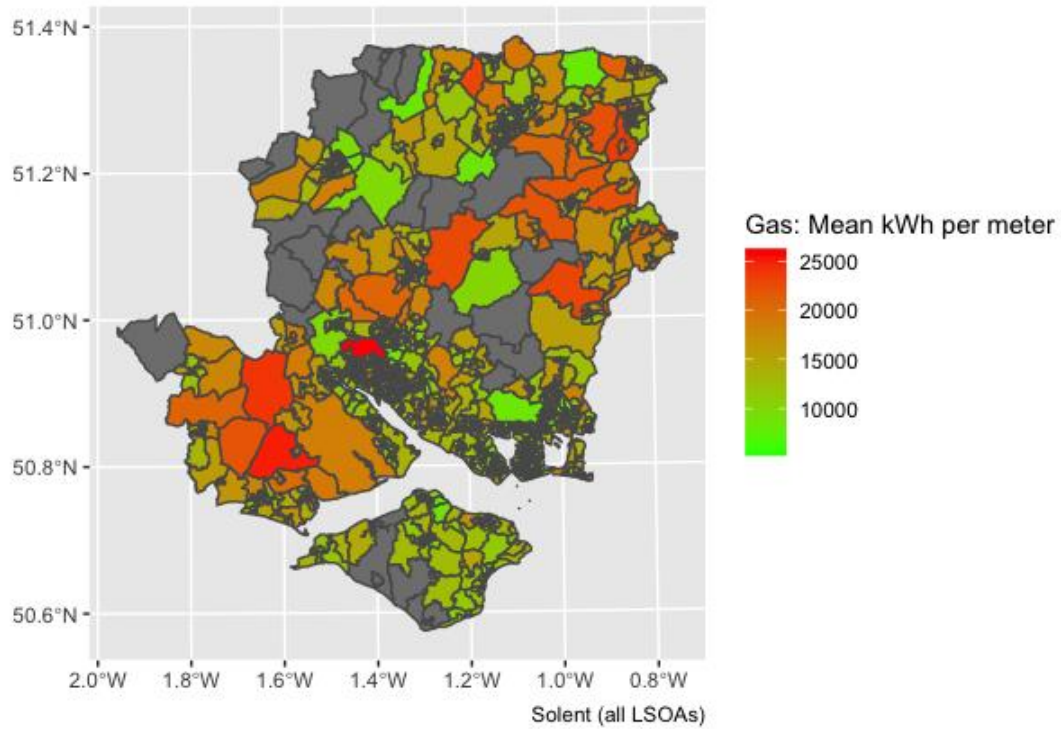 51.4°N
51.2°N
51.0°N
50.8°N
50.6°N
2.0°W 1.8°W 1.6°W 1.4°W 1.2°W 1.0°W 0.8°W
Solent (all LSOAs)
Gas: Mean kWh per meter
25000
20000
15000
10000